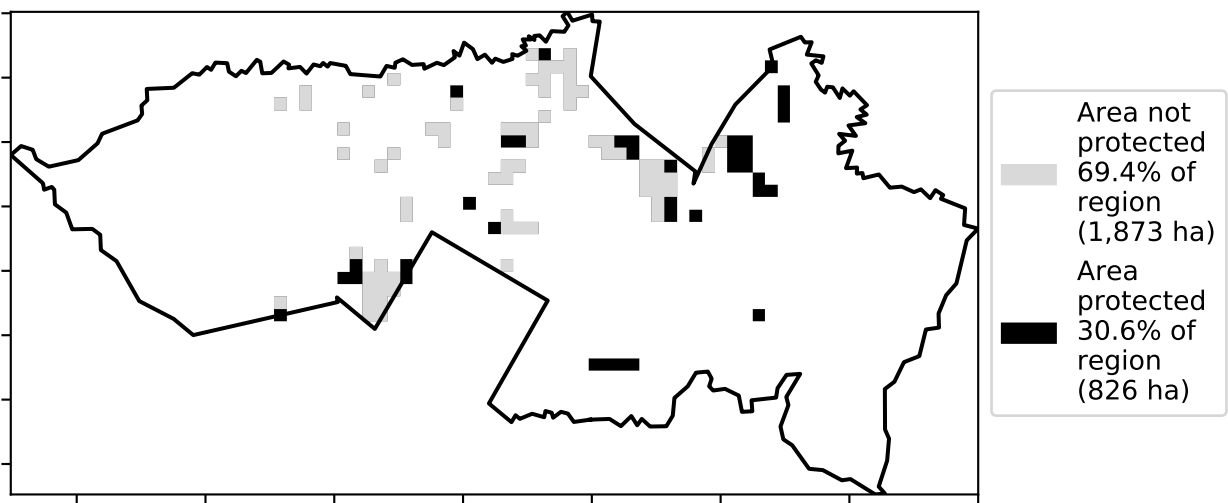 Area not
protected
69.4% of
region
(1,873 ha)
Area
protected
30.6% of
region
(826 ha)